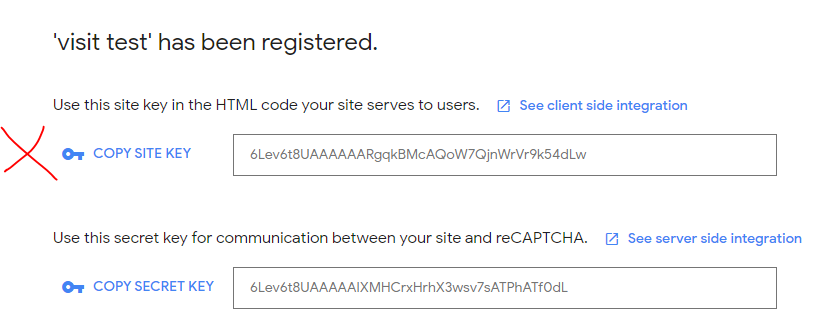 'visit test' has been registered.
Use this site key in the HTML code your site serves to users. See client side integration
COPY SITE KEY 6Lev6t8UAAAAAARgqkBMcAQoW7QjnWrVr9k54dLw
Use this secret key for communication between your site and reCAPTCHA. See server side integration
COPY SECRET KEY 6Lev6t8UAAAAAIXMHCrxHrhX3wsv7sATPhATf0dL